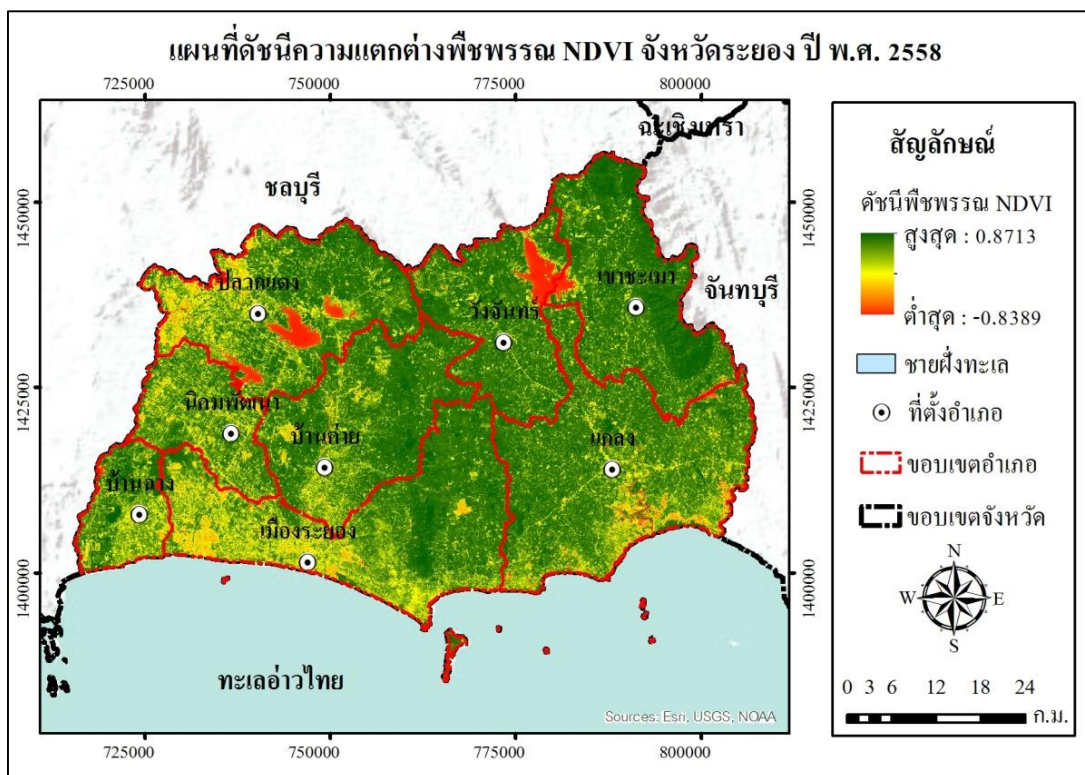 แผนที่ดัชนีความแตกต่างพืชพรรณ NDVI จังหวัดระยอง ปี พ.ศ. 2558
725000 750000 775000 800000
ฉะเชิงเทรา
ชลบุรี
1450000 1450000
ปลวกแดง
เขาชะเมา
จันทบุรี
วังจันทร์
1425000 1425000
นิคมพัฒนา
บ้านค่าย
แกลง
บ้านฉาง
เมืองระยอง
1400000 1400000
ทะเลอ่าวไทย
Sources: Esri, USGS, NOAA
725000 750000 775000 800000
สัญลักษณ์
ดัชนีพืชพรรณ NDVI
สูงสุด : 0.8713
ต่ำสุด : -0.8389
ชายฝั่งทะเล
ที่ตั้งอำเภอ
ขอบเขตอำเภอ
ขอบเขตจังหวัด
N
W E
S
0 3 6 12 18 24
ก.ม.